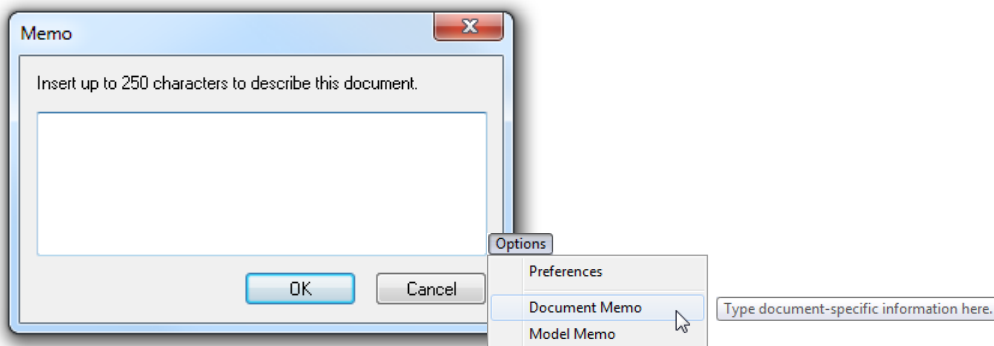 Memo
Insert up to 250 characters to describe this document.
OK
Cancel
Options
Preferences
Document Memo
Type document-specific information here.
Model Memo